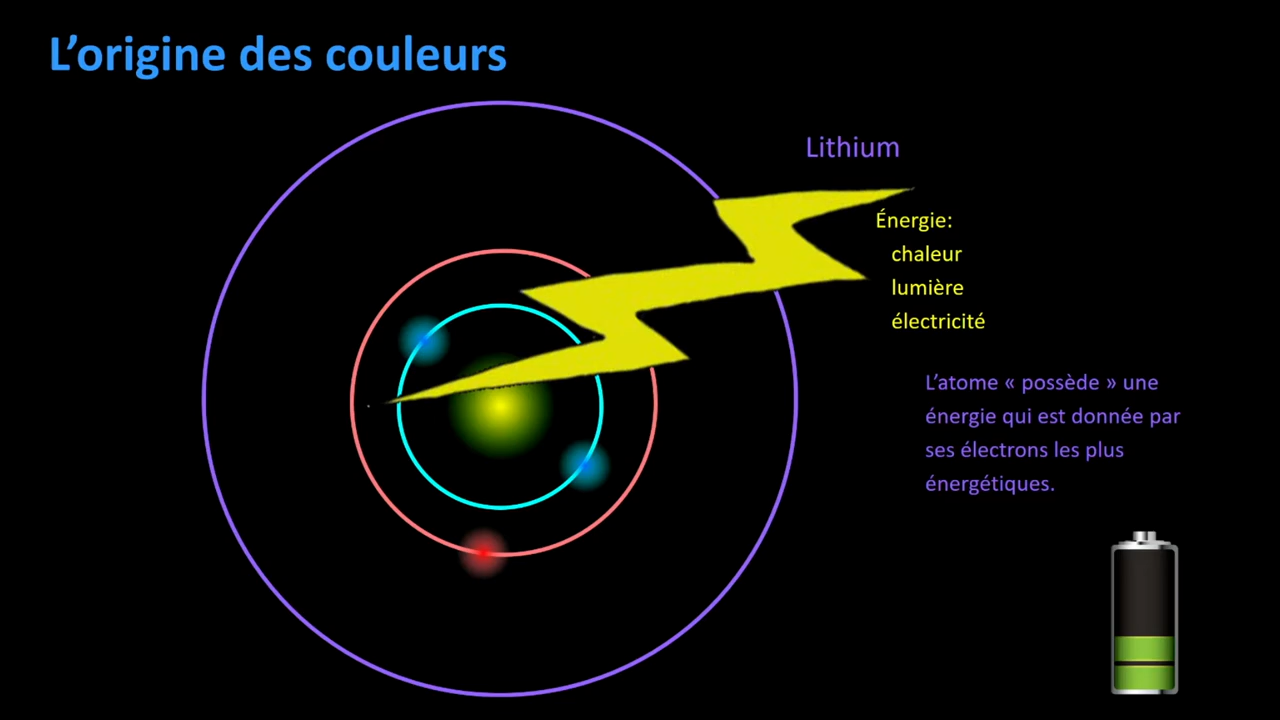 L’origine des couleurs
Lithium
Énergie:
chaleur
lumière
électricité
L’atome « possède » une
énergie qui est donnée par
ses électrons les plus
énergétiques.